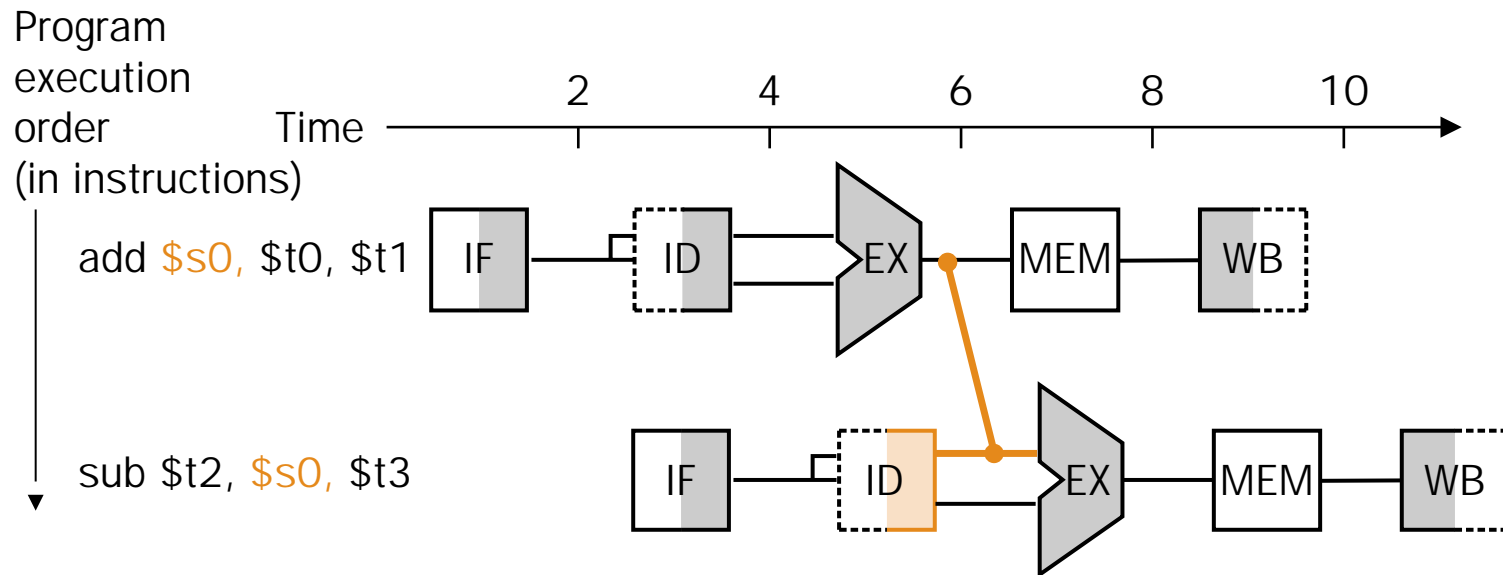 Program
execution
order Time
(in instructions)
2 4 6 8 10
add $s0, $t0, $t1 IF ID EX MEM WB
sub $t2, $s0, $t3 IF ID EX MEM WB